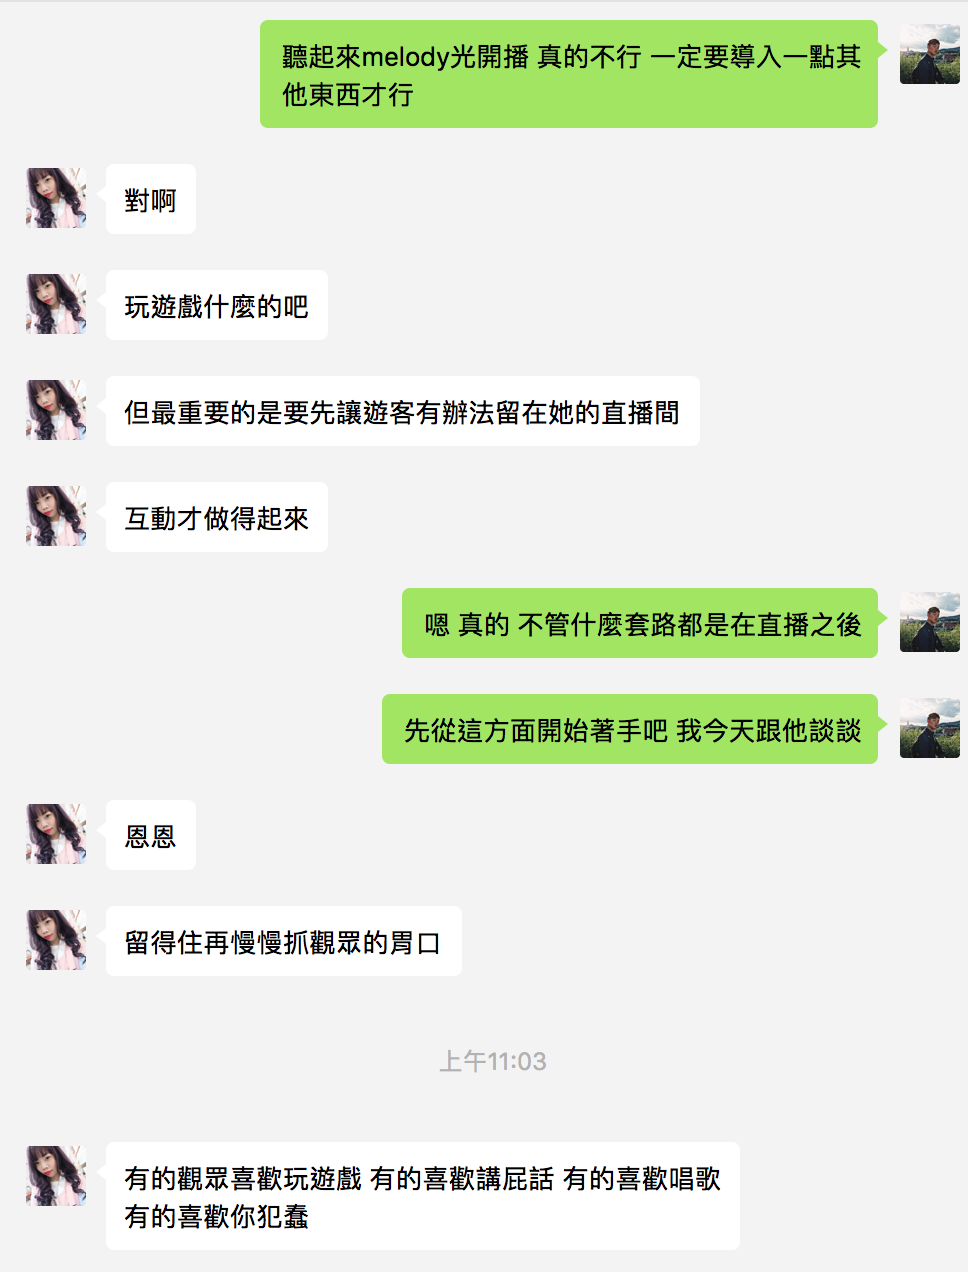 聽起來melody光開播 真的不行 一定要導入一點其
他東西才行
對啊
玩遊戲什麼的吧
但最重要的是要先讓遊客有辦法留在她的直播間
互動才做得起來
嗯 真的 不管什麼套路都是在直播之後
先從這方面開始著手吧 我今天跟他談談
恩恩
留得住再慢慢抓觀眾的胃口
上午11:03
有的觀眾喜歡玩遊戲 有的喜歡講屁話 有的喜歡唱歌
有的喜歡你犯蠢